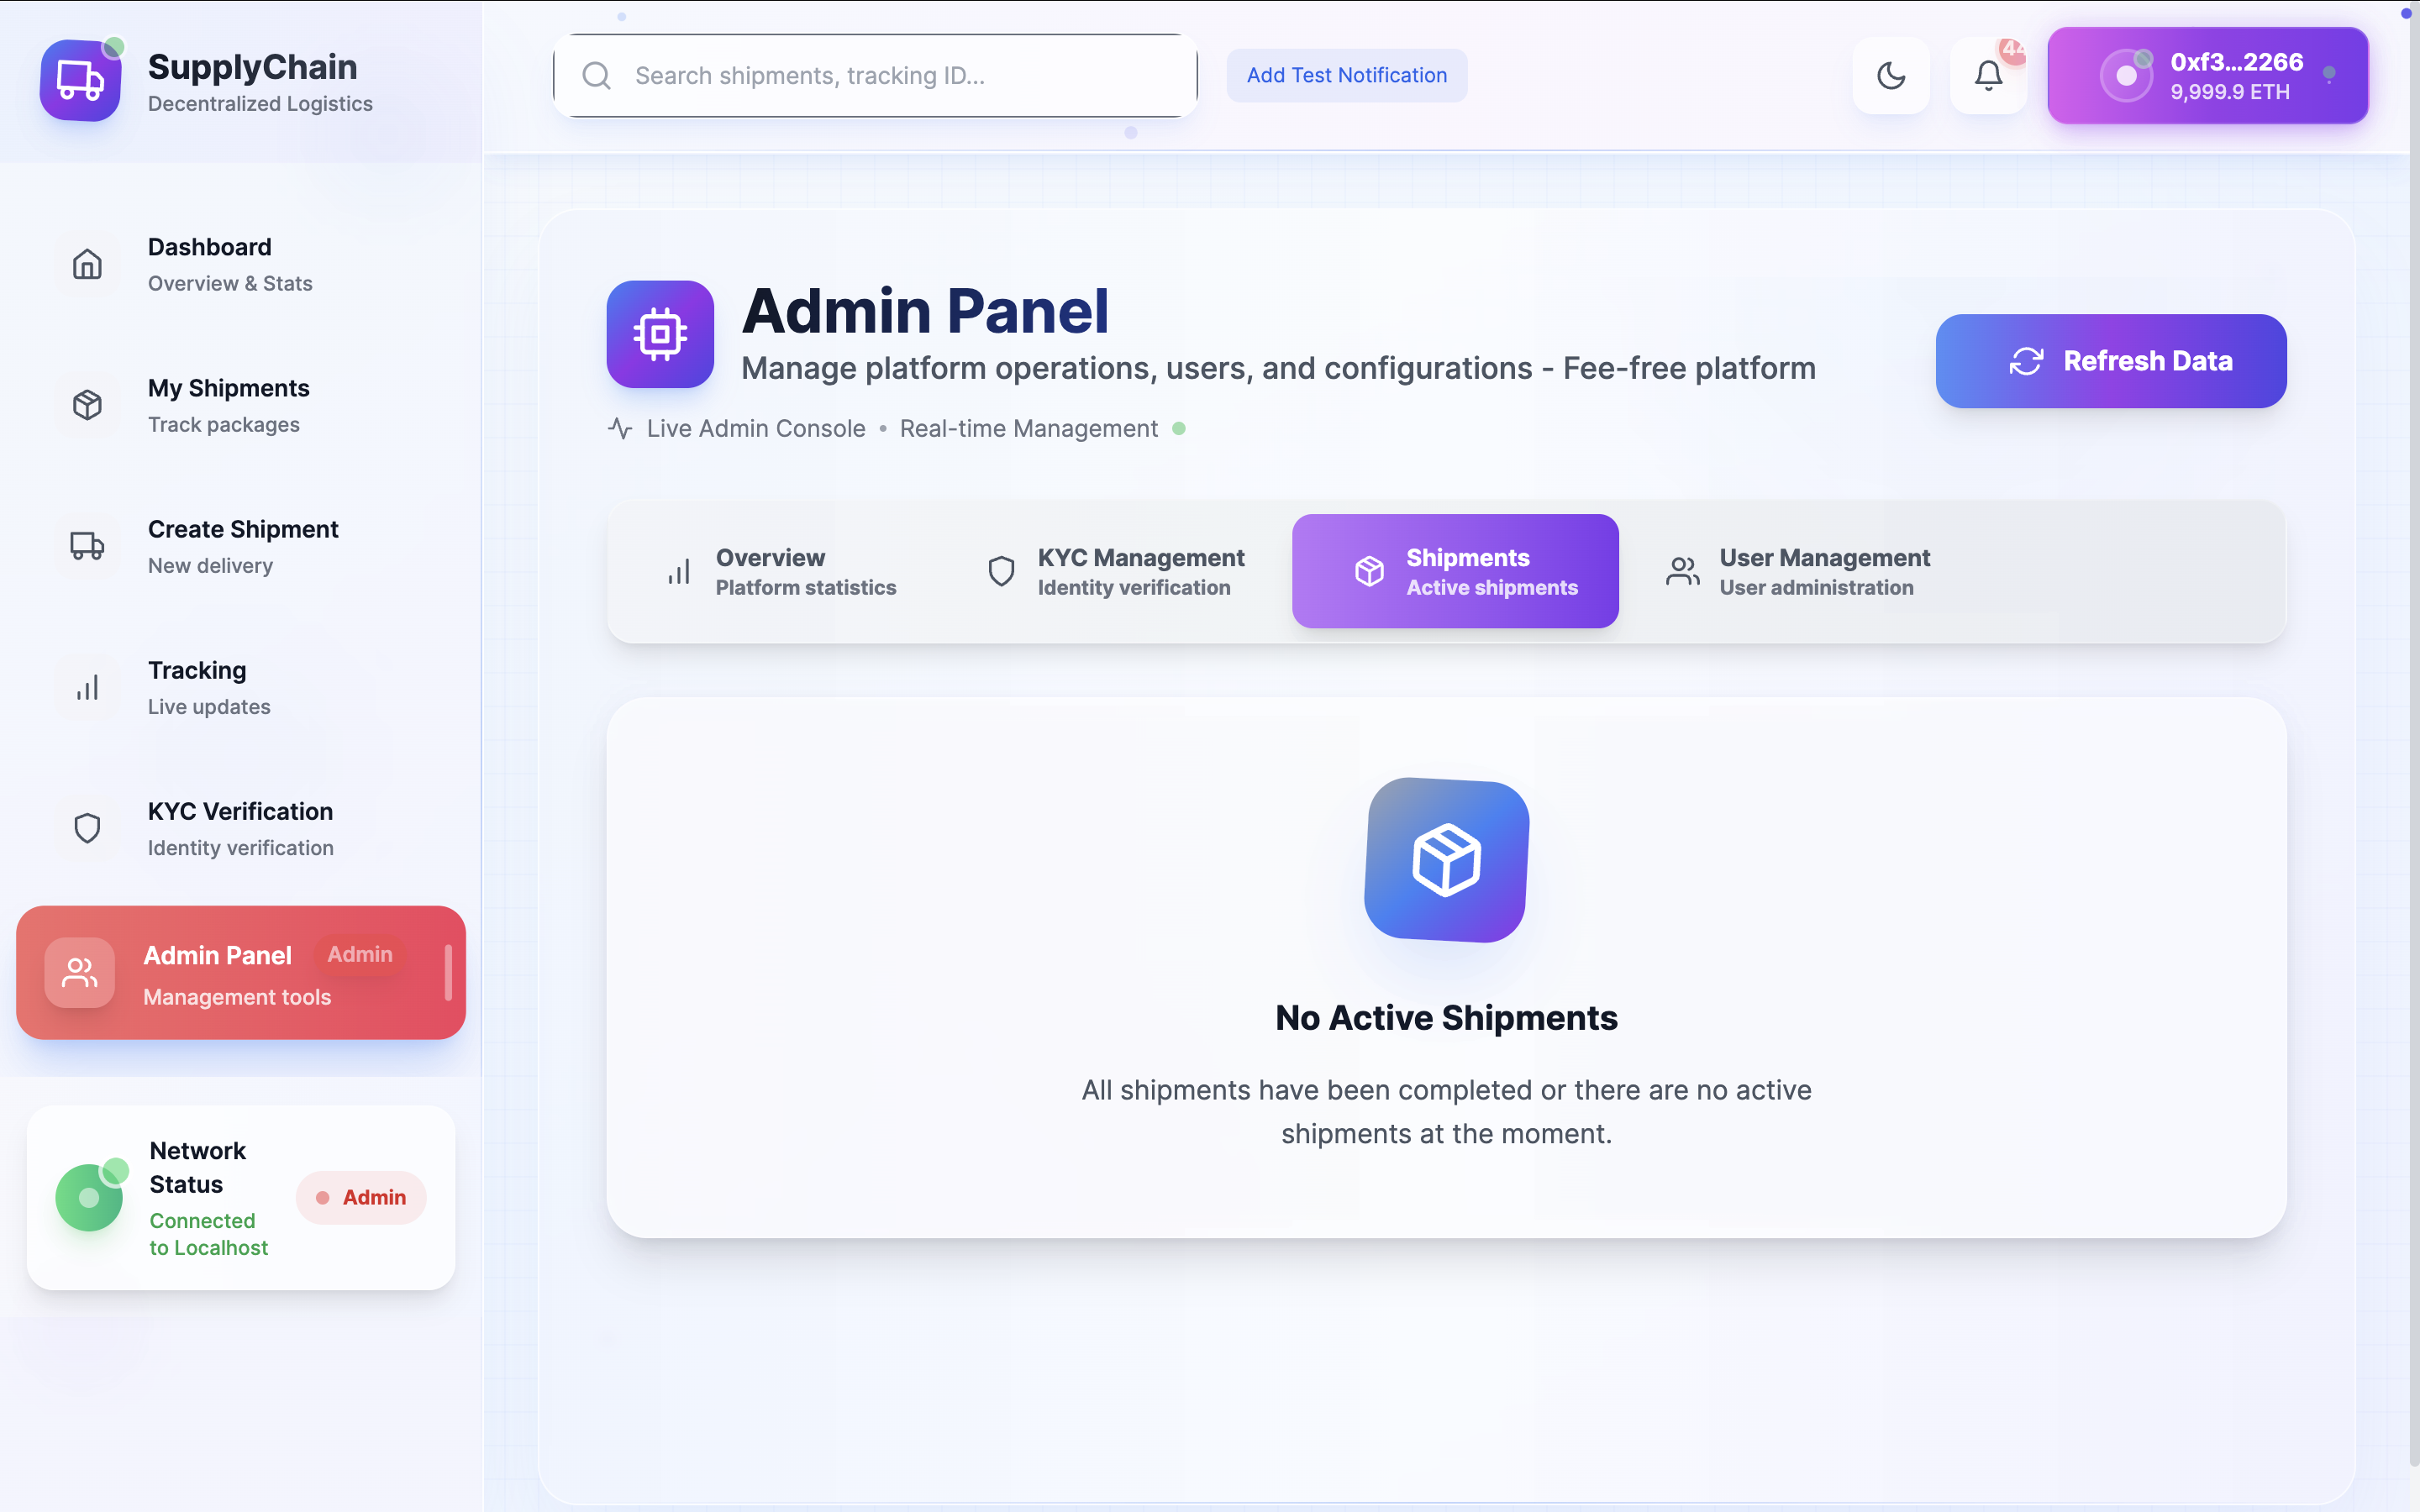 SupplyChain
Decentralized Logistics
Dashboard
Overview & Stats
My Shipments
Track packages
Create Shipment
New delivery
Tracking
Live updates
KYC Verification
Identity verification
Admin Panel Admin
Management tools
Network
Status
Connected
to Localhost
Admin
Search shipments, tracking ID...
Add Test Notification
44
0xf3...2266
9,999.9 ETH
Admin Panel
Manage platform operations, users, and configurations - Fee-free platform
Live Admin Console • Real-time Management
Refresh Data
Overview
Platform statistics
KYC Management
Identity verification
Shipments
Active shipments
User Management
User administration
No Active Shipments
All shipments have been completed or there are no active
shipments at the moment.